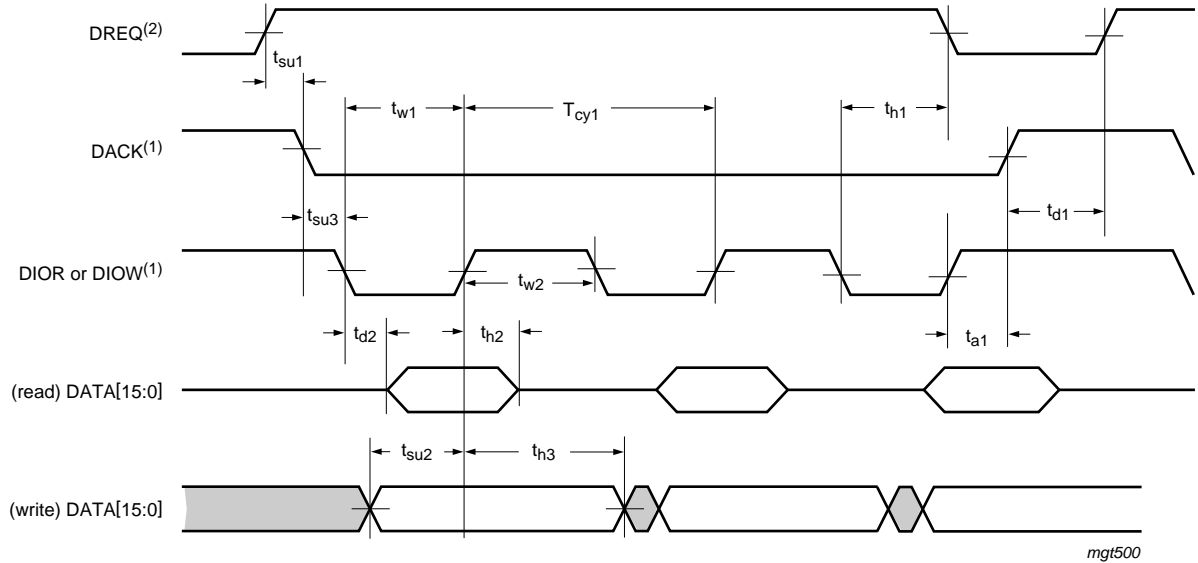 DREQ(2)
tsu1
tw1
Tcy1
th1
DACK(1)
tsu3
td1
DIOR or DIOW(1)
tw2
td2
th2
ta1
(read) DATA[15:0]
tsu2
th3
(write) DATA[15:0]
mgt500